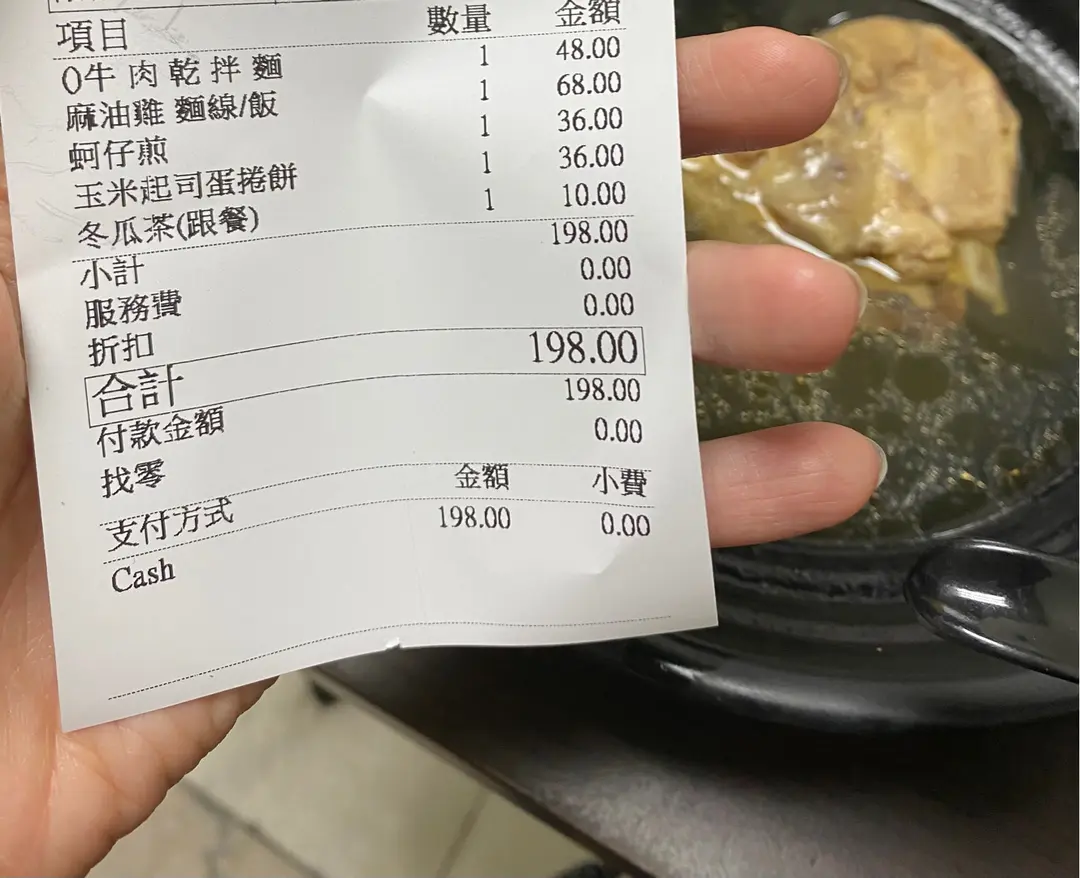 項目 數量 金額
0牛 肉 乾 拌 麵 1 48.00
麻油雞 麵線/飯 1 68.00
蚵仔煎 1 36.00
玉米起司蛋捲餅 1 36.00
冬瓜茶(跟餐) 1 10.00
小計 198.00
服務費 0.00
折扣 0.00
合計 198.00
付款金額 198.00
找零 0.00
支付方式 金額 小費
Cash 198.00 0.00